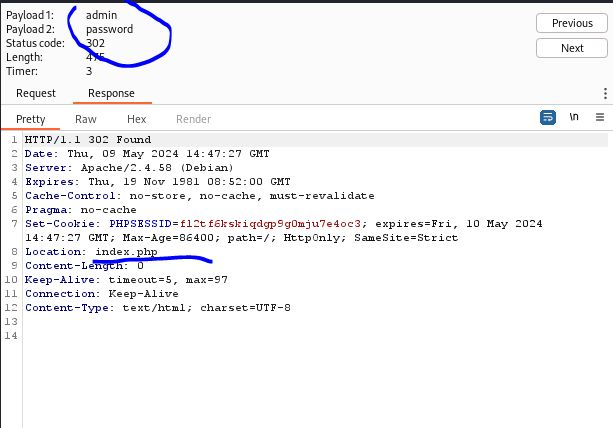 Payload 1: admin
Payload 2: password
Status code: 302
Length: 475
Timer: 3
Previous
Next
Request Response
Pretty Raw Hex Render \n
1 HTTP/1.1 302 Found
2 Date: Thu, 09 May 2024 14:47:27 GMT
3 Server: Apache/2.4.58 (Debian)
4 Expires: Thu, 19 Nov 1981 08:52:00 GMT
5 Cache-Control: no-store, no-cache, must-revalidate
6 Pragma: no-cache
7 Set-Cookie: PHPSESSID=fl2tf6kskiqdgp9g0mju7e4oc3; expires=Fri, 10 May 2024
14:47:27 GMT; Max-Age=86400; path=/; HttpOnly; SameSite=Strict
8 Location: index.php
9 Content-Length: 0
10 Keep-Alive: timeout=5, max=97
11 Connection: Keep-Alive
12 Content-Type: text/html; charset=UTF-8
13
14